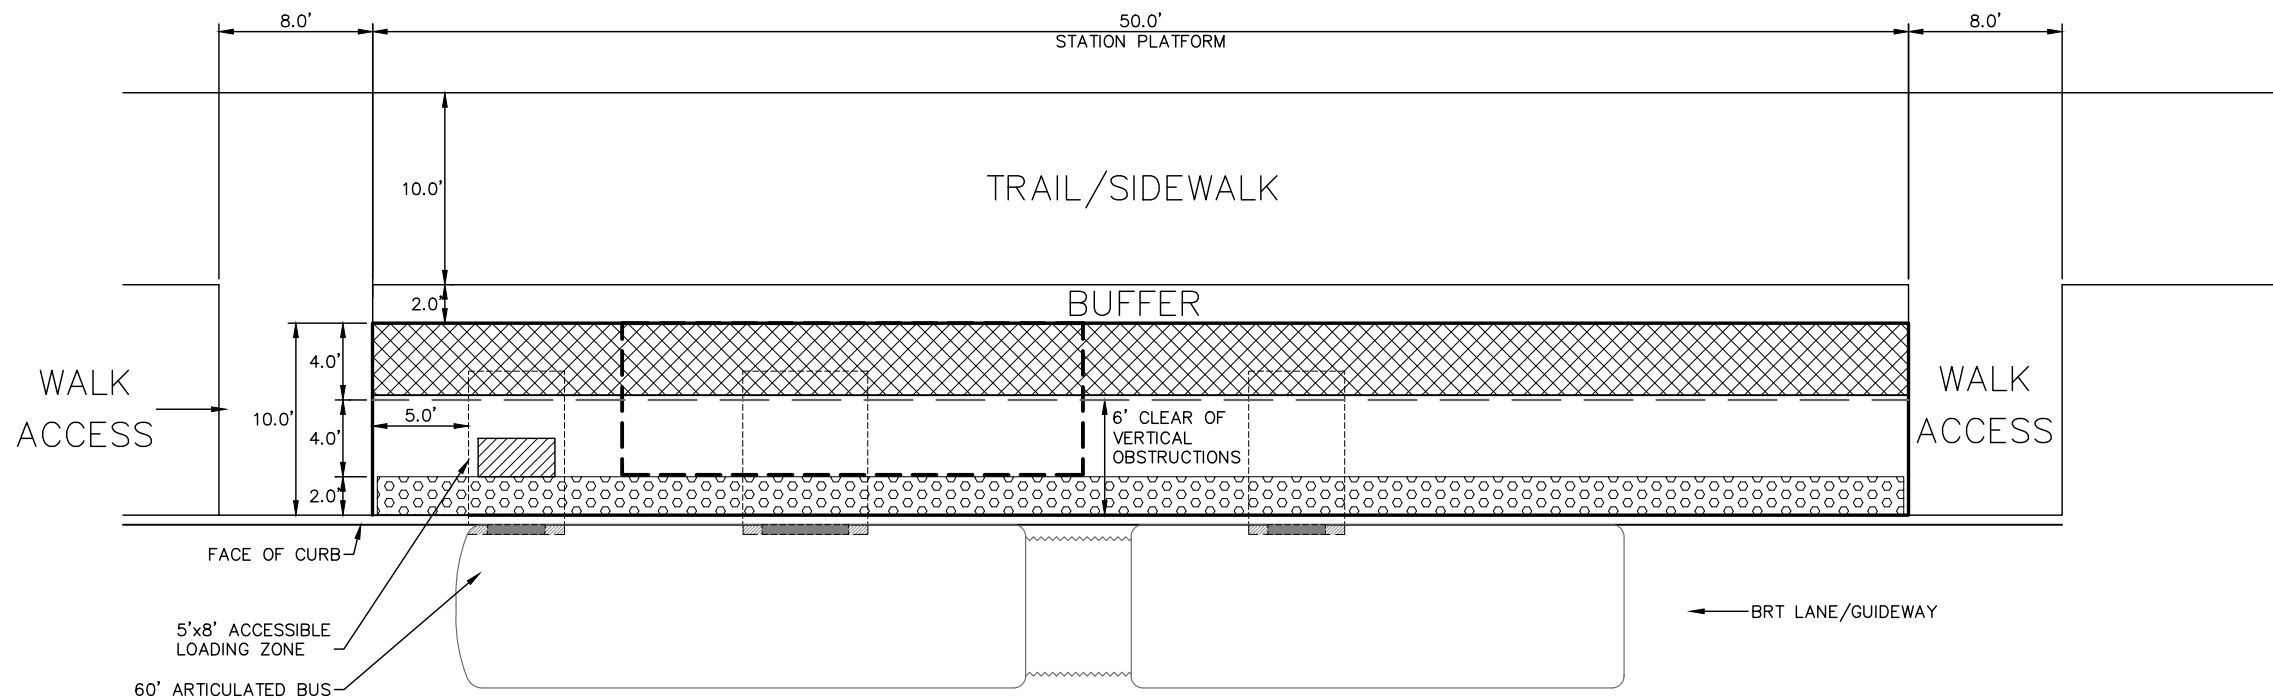 8.0'
50.0'
8.0'
STATION PLATFORM
10.0'
TRAIL/SIDEWALK
2.0'
BUFFER
4.0'
WALK
ACCESS
10.0'
5.0'
4.0'
6' CLEAR OF
VERTICAL
OBSTRUCTIONS
WALK
ACCESS
2.0'
FACE OF CURB
5'x8' ACCESSIBLE
LOADING ZONE
BRT LANE/GUIDEWAY
60' ARTICULATED BUS